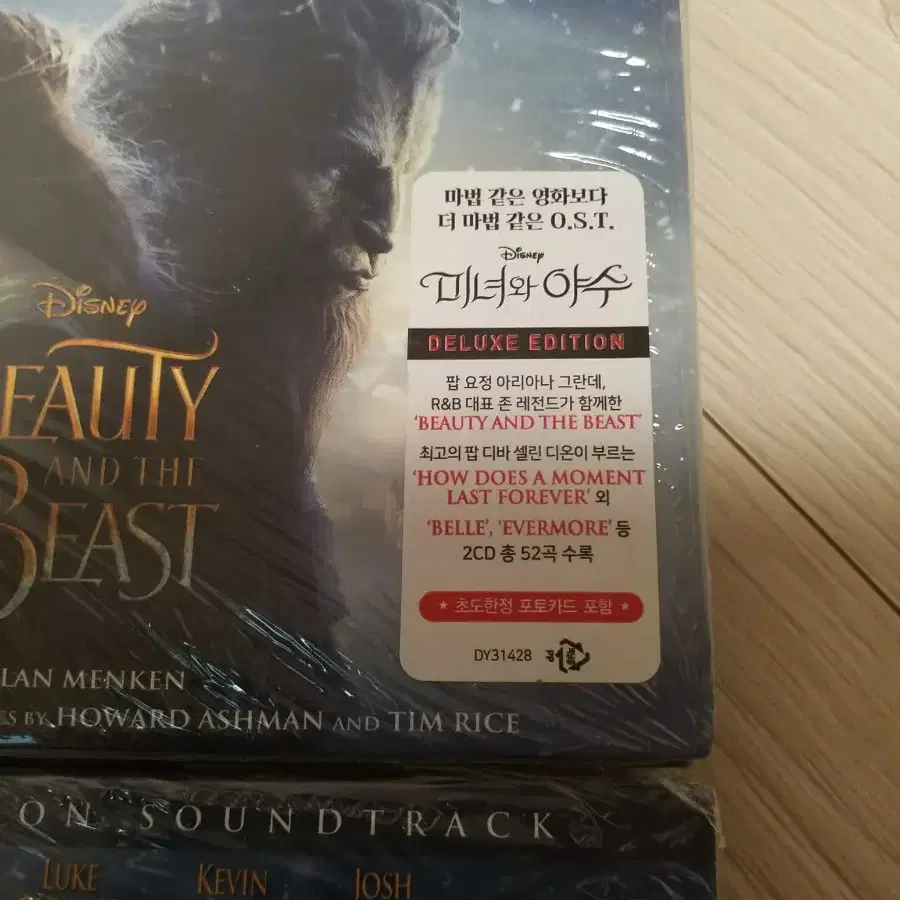 DISNEY
EAUTY
AND THE
BEAST
마법 같은 영화보다
더 마법 같은 O.S.T.
DISNEY
미녀와 야수
DELUXE EDITION
팝 요정 아리아나 그란데,
R&B 대표 존 레전드가 함께한
‘BEAUTY AND THE BEAST’
최고의 팝 디바 셀린 디온이 부르는
‘HOW DOES A MOMENT
LAST FOREVER’ 외
‘BELLE’, ‘EVERMORE’ 등
2CD 총 52곡 수록
* 초도한정 포토카드 포함 *
DY31428
LAN MENKEN
S BY HOWARD ASHMAN AND TIM RICE
ON SOUNDTRACK
LUKE
KEVIN
JOSH